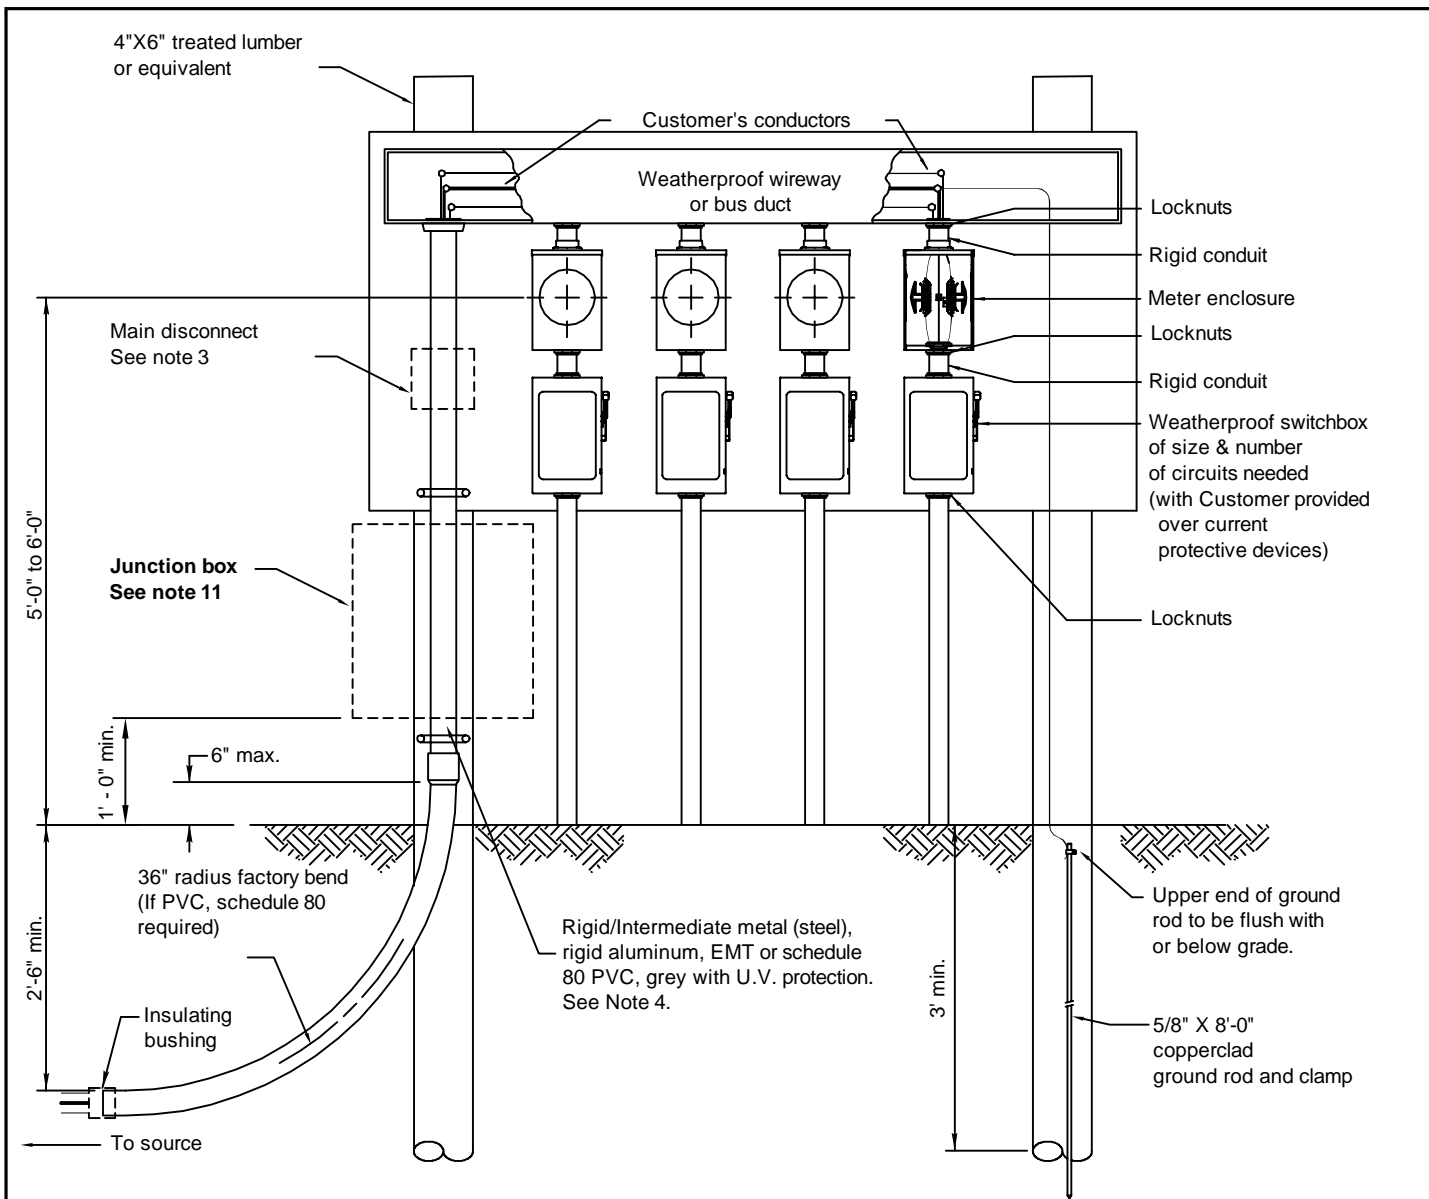 4"X6" treated lumber
or equivalent
Customer's conductors
Weatherproof wireway
or bus duct
Locknuts
Rigid conduit
Meter enclosure
Locknuts
Rigid conduit
Main disconnect
See note 3
Weatherproof switchbox
of size & number
of circuits needed
(with Customer provided
over current
protective devices)
5'-0" to 6'-0"
Junction box
See note 11
Locknuts
1' - 0" min.
6" max.
36" radius factory bend
(If PVC, schedule 80
required)
2'-6" min.
Rigid/Intermediate metal (steel),
rigid aluminum, EMT or schedule
80 PVC, grey with U.V. protection.
See Note 4.
3' min.
Upper end of ground
rod to be flush with
or below grade.
Insulating
bushing
5/8" X 8'-0"
copperclad
ground rod and clamp
To source